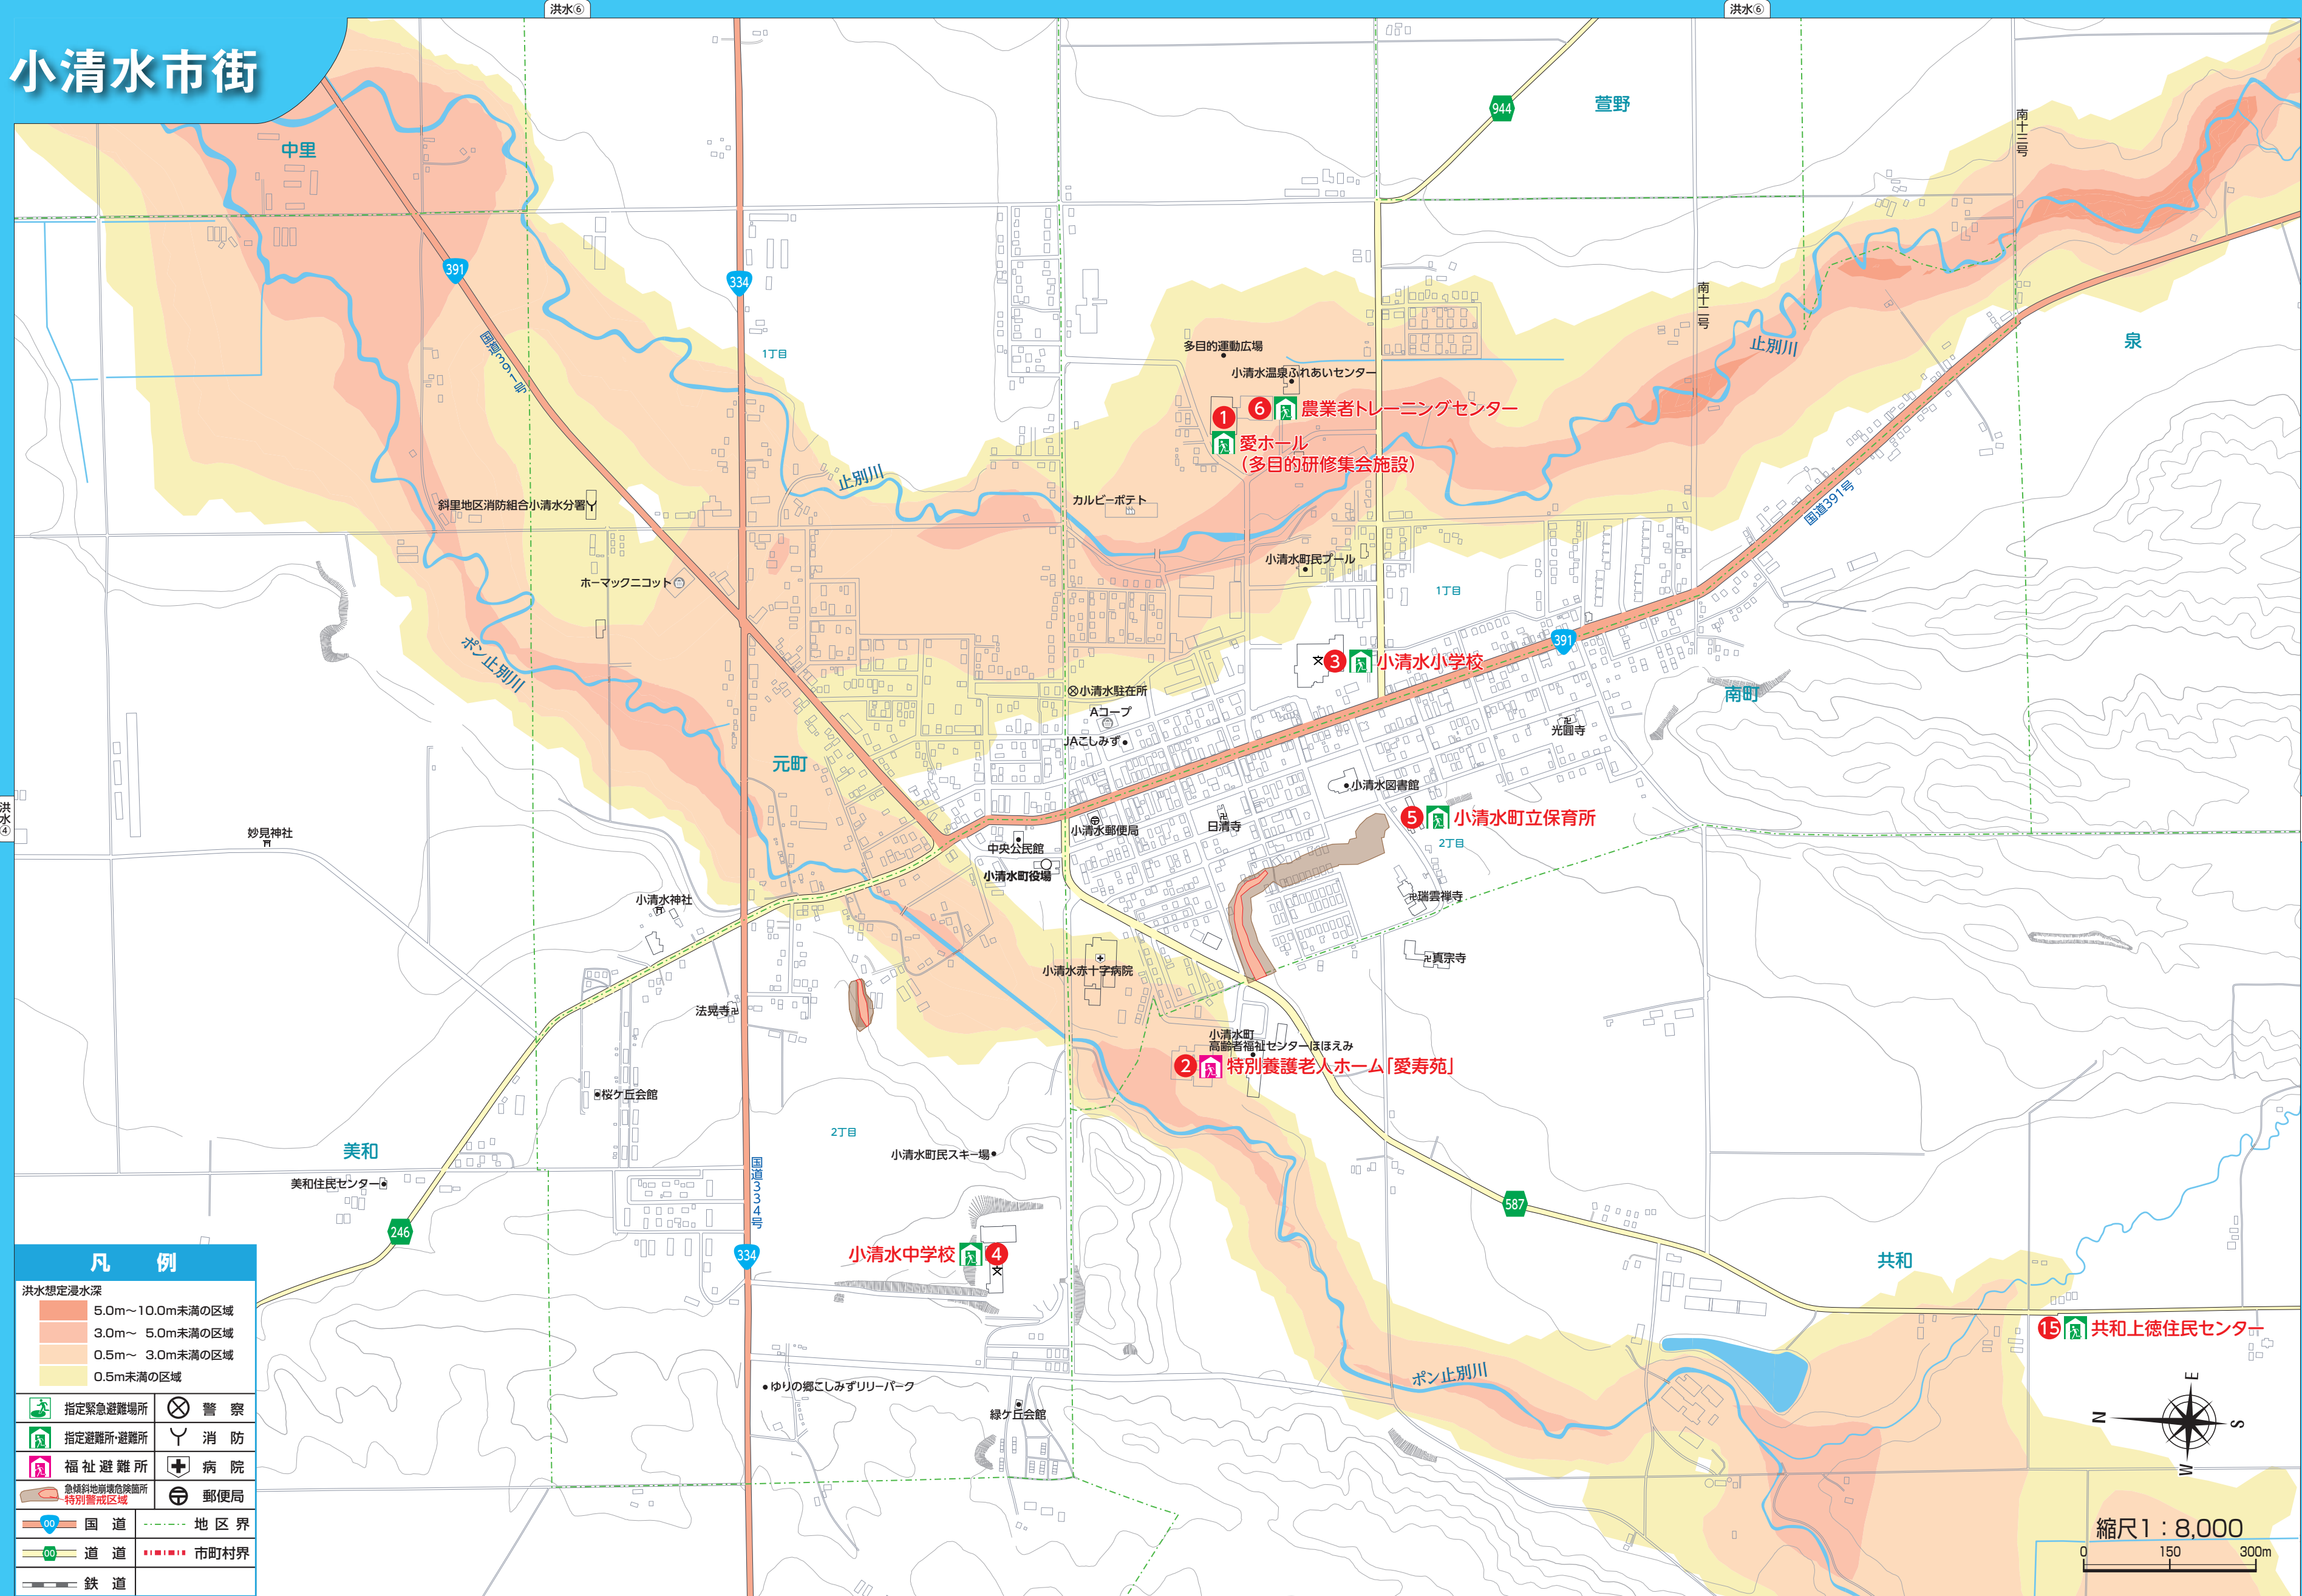 洪水⑥
洪水⑥
小清水市街
944
萱野
南十三号
中里
391
334
南十二号
国道391号
1丁目
多目的運動広場
止別川
泉
小清水温泉ふれあいセンター
1
6 農業者トレーニングセンター
愛ホール
(多目的研修集会施設)
止別川
カルビーポテト
斜里地区消防組合小清水分署
国道391号
小清水町民プール
ホーマックニコット
1丁目
391
ポン止別川
3 小清水小学校
小清水駐在所
南町
Aコープ
光圓寺
JAこしみず
元町
小清水図書館
洪水④
5 小清水町立保育所
妙見神社
小清水郵便局
日清寺
2丁目
中央公民館
小清水町役場
小清水神社
瑞雲禅寺
真宗寺
小清水赤十字病院
法晃寺
小清水町
高齢者福祉センターほほえみ
2 特別養護老人ホーム「愛寿苑」
桜ケ丘会館
2丁目
美和
小清水町民スキー場
国道334号
美和住民センター
587
246
334
小清水中学校 4
共和
15 共和上徳住民センター
ポン止別川
ゆりの郷こしみずリリーパーク
緑ケ丘会館
凡 例
洪水想定浸水深
5.0m～10.0m未満の区域
3.0m～ 5.0m未満の区域
0.5m～ 3.0m未満の区域
0.5m未満の区域
指定緊急避難場所
警 察
指定避難所・避難所
消 防
福祉避難所
病 院
急傾斜地崩壊危険箇所
特別警戒区域
郵便局
00 国 道
地 区 界
00 道 道
市町村界
鉄 道
E
N
S
W
縮尺1：8,000
0 150 300m